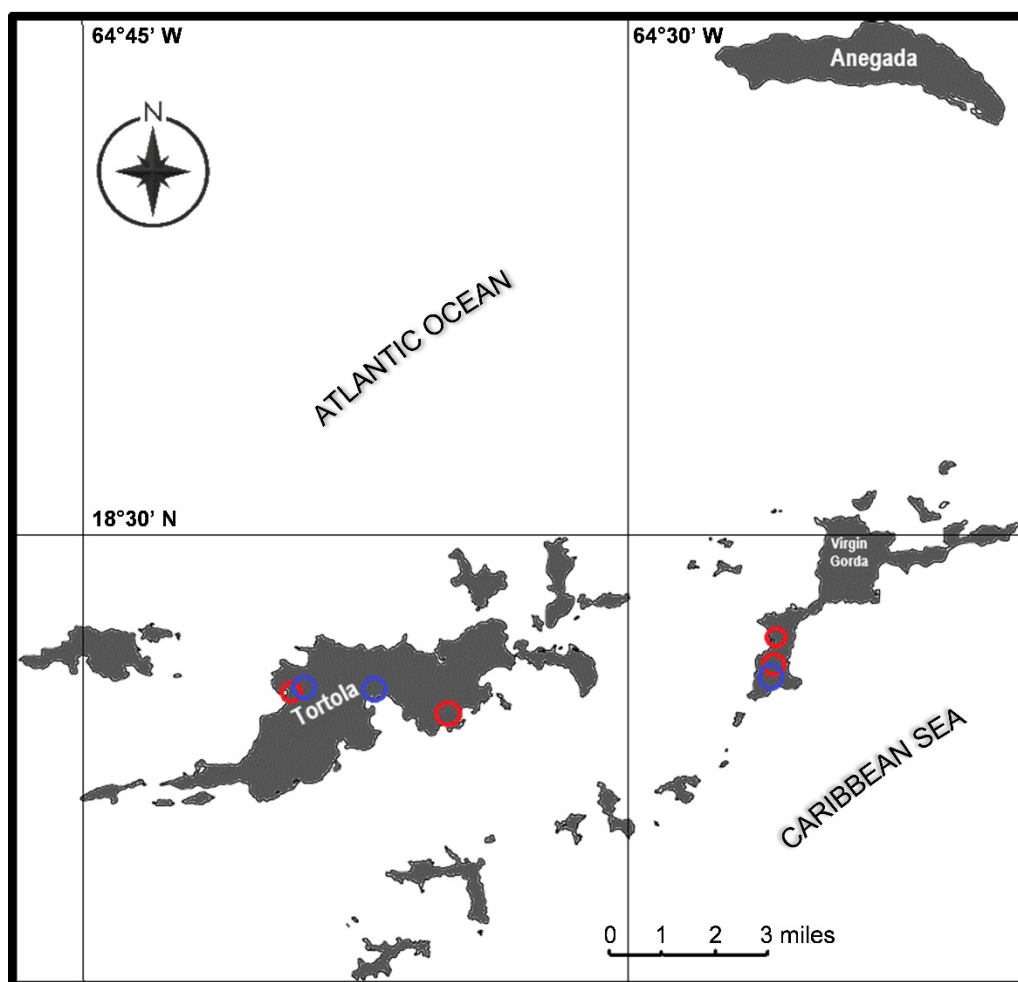 64°45' W
64°30' W
Anegada
N
ATLANTIC OCEAN
18°30' N
Virgin
Gorda
Tortola
CARIBBEAN SEA
0 1 2 3 miles